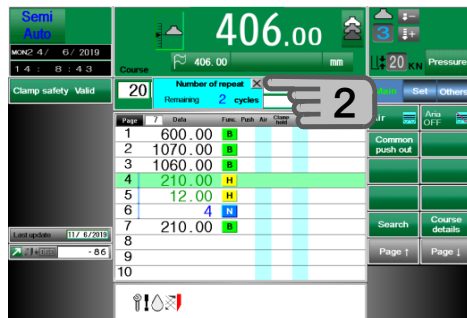 Semi
Auto
MON2 4/ 6/ 2019
14: 8:43
Course
406.00
406.00 mm
3
20 KN Pressure
Clamp safety Valid
20
Number of repeat
Remaining 2 cycles
2
Main Set Others
Air
Aria
OFF
Page 7 Data Func. Push Air Clamp hold
1 600.00 B
2 1070.00 B
3 1060.00 B
4 210.00 H
5 12.00 H
6 4 N
7 210.00 B
8
9
10
Common
push out
Last update 11/ 6/2019
-86
Search
Course
details
Page ↑
Page ↓